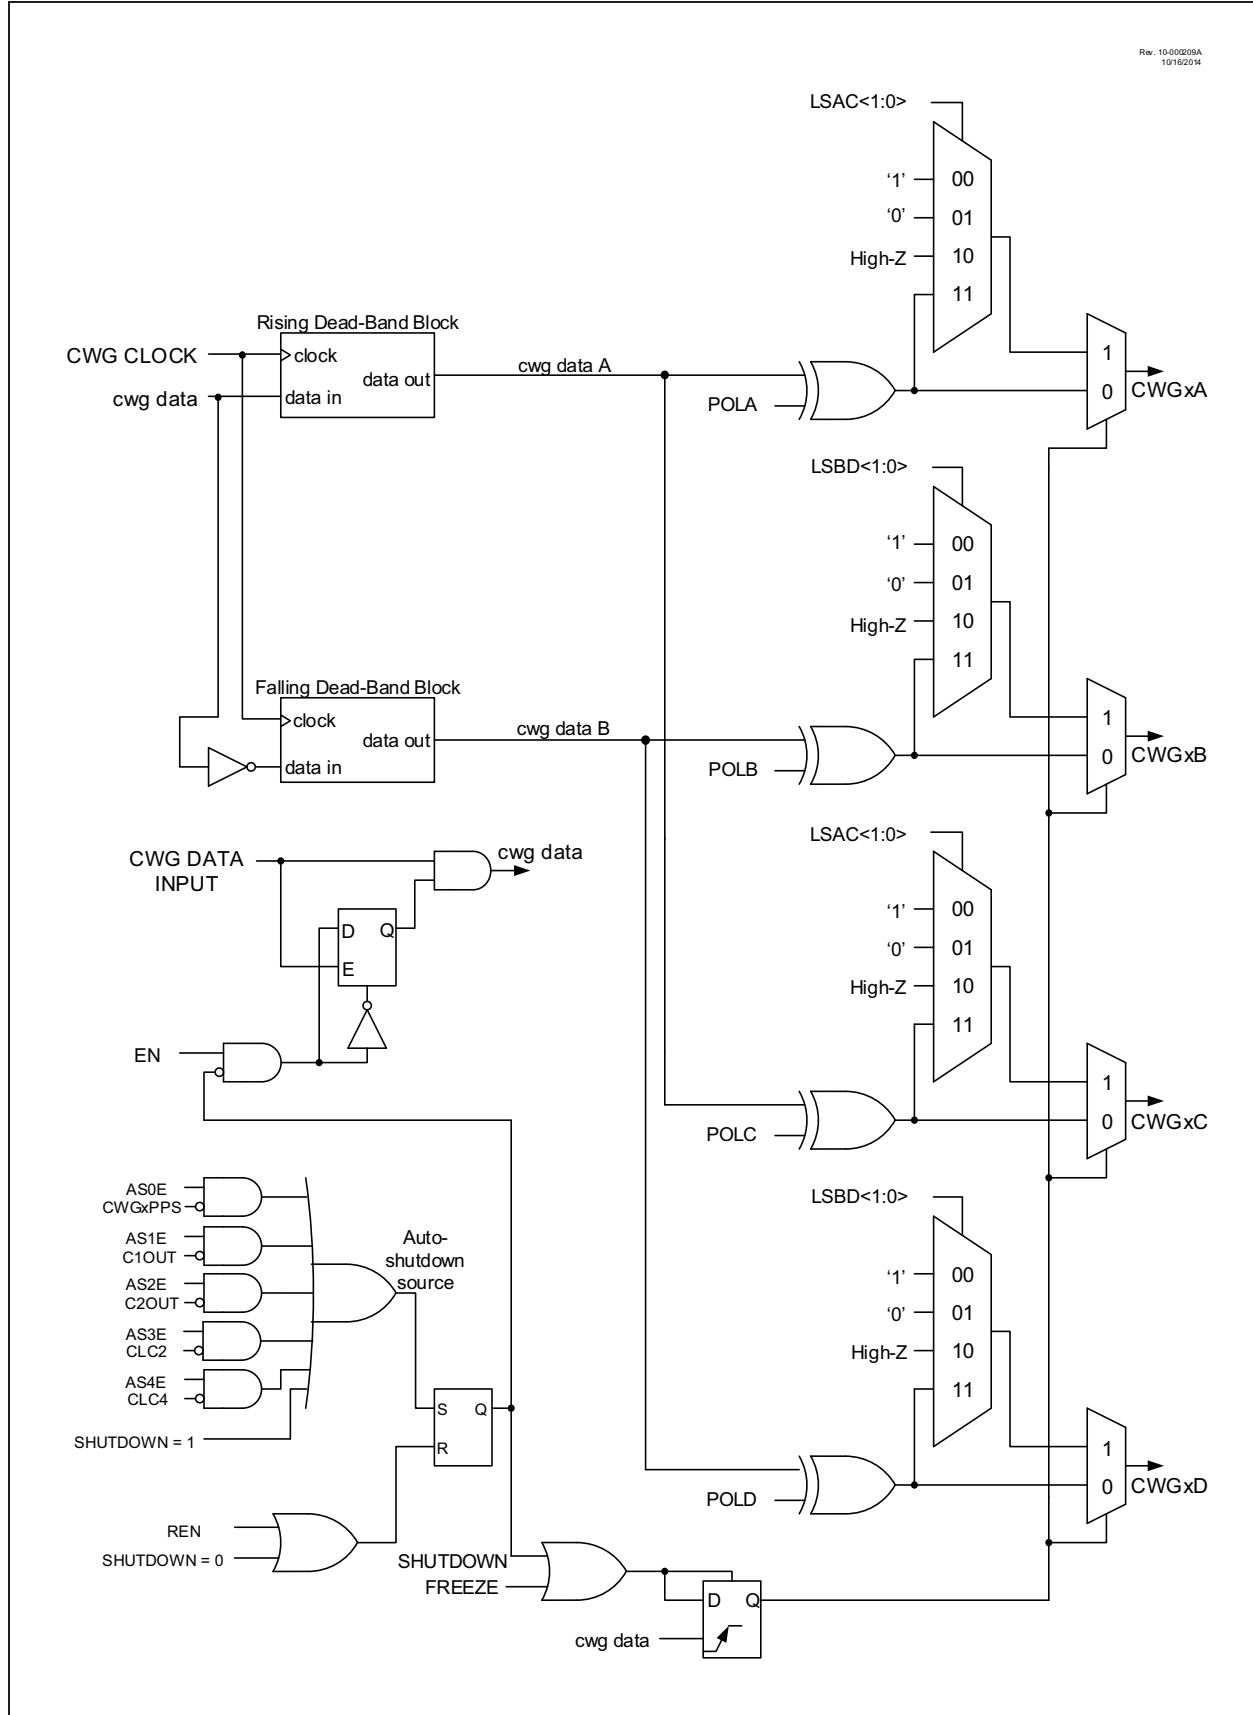 Rev. 10-000209A
10/16/2014
LSAC<1:0>
‘1’
00
‘0’
01
High-Z
10
11
1
0
CWGxA
Rising Dead-Band Block
CWG CLOCK
clock
cwg data
data in
data out
cwg data A
POLA
LSBD<1:0>
‘1’
00
‘0’
01
High-Z
10
11
1
0
CWGxB
Falling Dead-Band Block
clock
data out
data in
cwg data B
POLB
CWG DATA
INPUT
cwg data
D
Q
E
EN
LSAC<1:0>
‘1’
00
‘0’
01
High-Z
10
11
1
0
CWGxC
POLC
AS0E
CWGxPPS
AS1E
C1OUT
AS2E
C2OUT
AS3E
CLC2
AS4E
CLC4
SHUTDOWN = 1
Auto-
shutdown
source
S
Q
R
REN
SHUTDOWN = 0
LSBD<1:0>
‘1’
00
‘0’
01
High-Z
10
11
1
0
CWGxD
POLD
SHUTDOWN
FREEZE
D
Q
cwg data